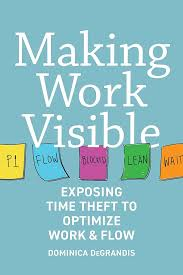 Making
Work
Visible
P1
FLOW
BLOCKED
LEAN
WAIT
EXPOSING
TIME THEFT TO
OPTIMIZE
WORK & FLOW
DOMINICA DEGRANDIS